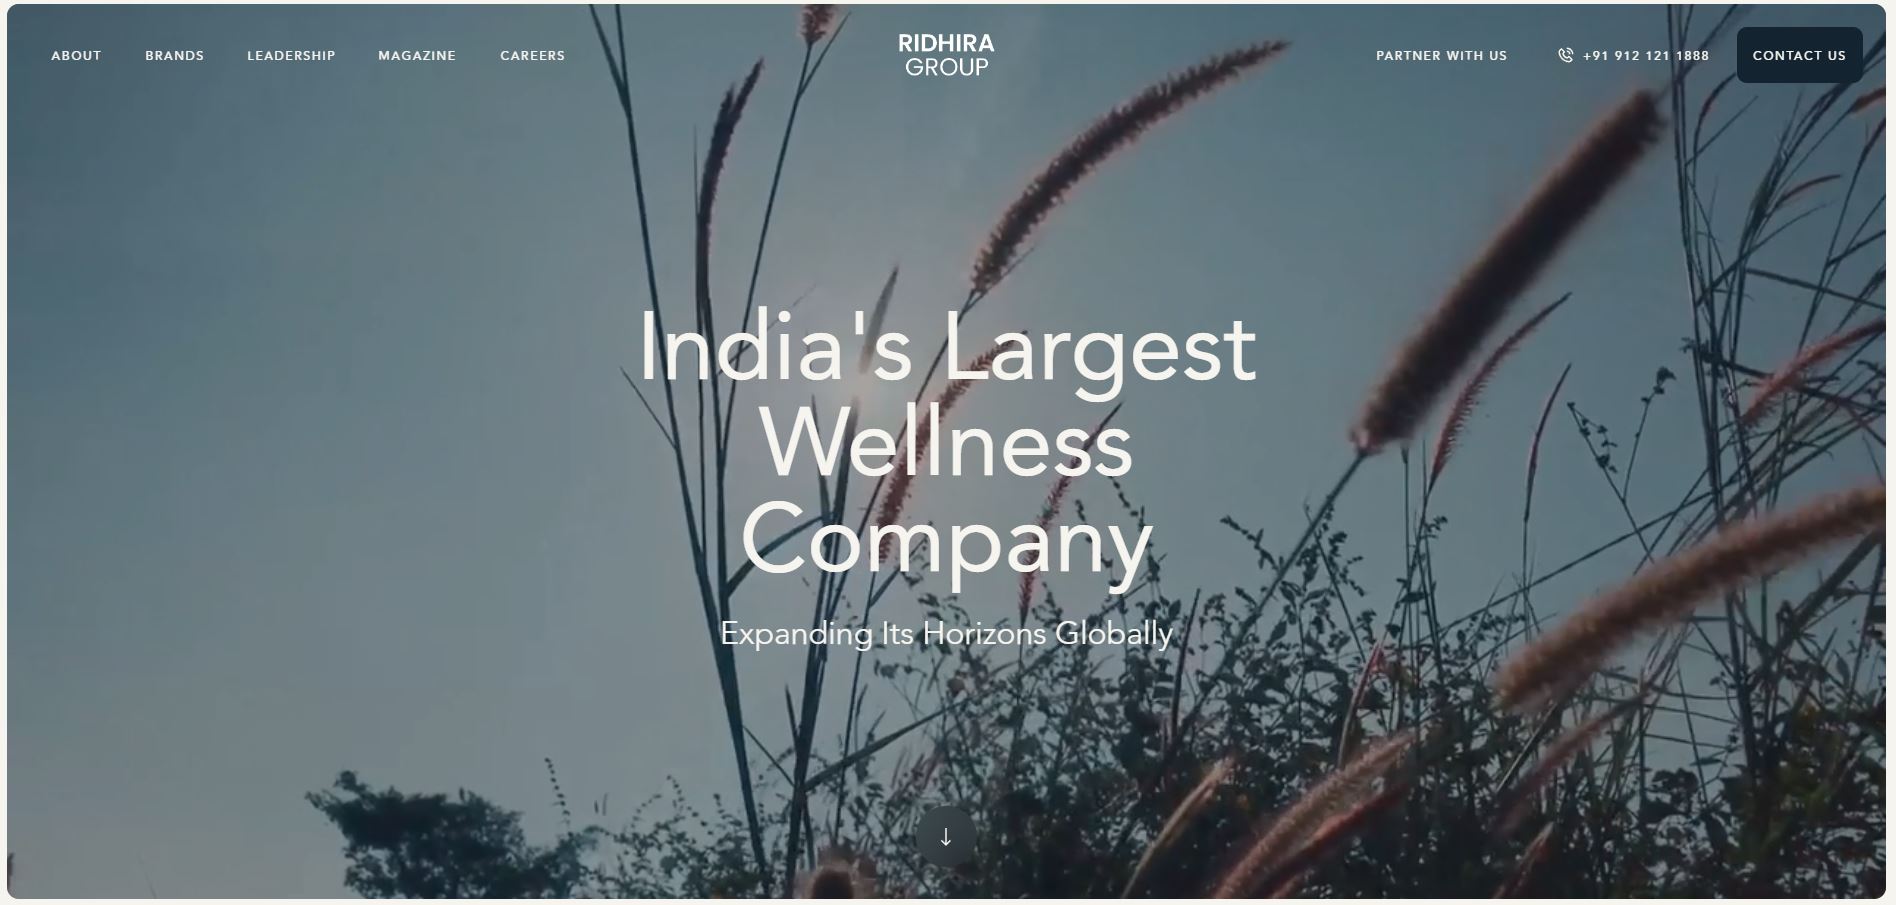 ABOUT BRANDS LEADERSHIP MAGAZINE CAREERS
RIDHIRA
GROUP
PARTNER WITH US +91 912 121 1888 CONTACT US
India's Largest
Wellness
Company
Expanding Its Horizons Globally